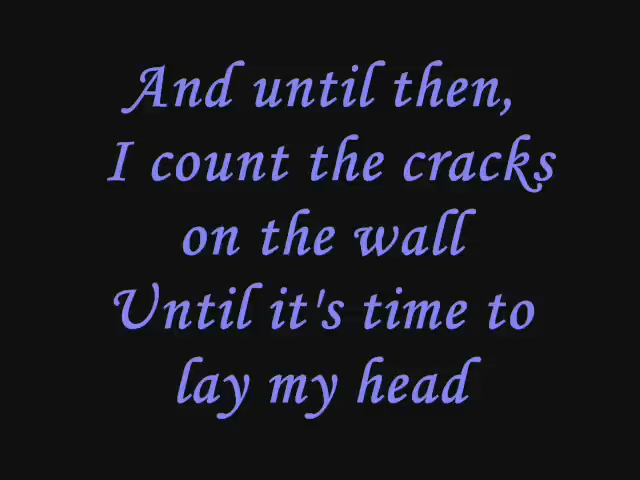 And until then,
I count the cracks
on the wall
Until it's time to
lay my head